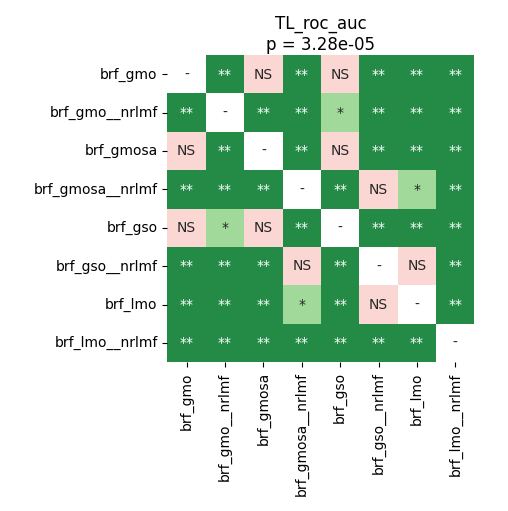 TL_roc_auc
p = 3.28e-05
brf_gmo - ** NS ** NS ** ** **
brf_gmo__nrlmf ** - ** ** * ** ** **
brf_gmosa NS ** - ** NS ** ** **
brf_gmosa__nrlmf ** ** ** - ** NS * **
brf_gso NS * NS ** - ** ** **
brf_gso__nrlmf ** ** ** NS ** - NS **
brf_lmo ** ** ** * ** NS - **
brf_lmo__nrlmf ** ** ** ** ** ** ** -
brf_gmo
brf_gmo__nrlmf
brf_gmosa
brf_gmosa__nrlmf
brf_gso
brf_gso__nrlmf
brf_lmo
brf_lmo__nrlmf